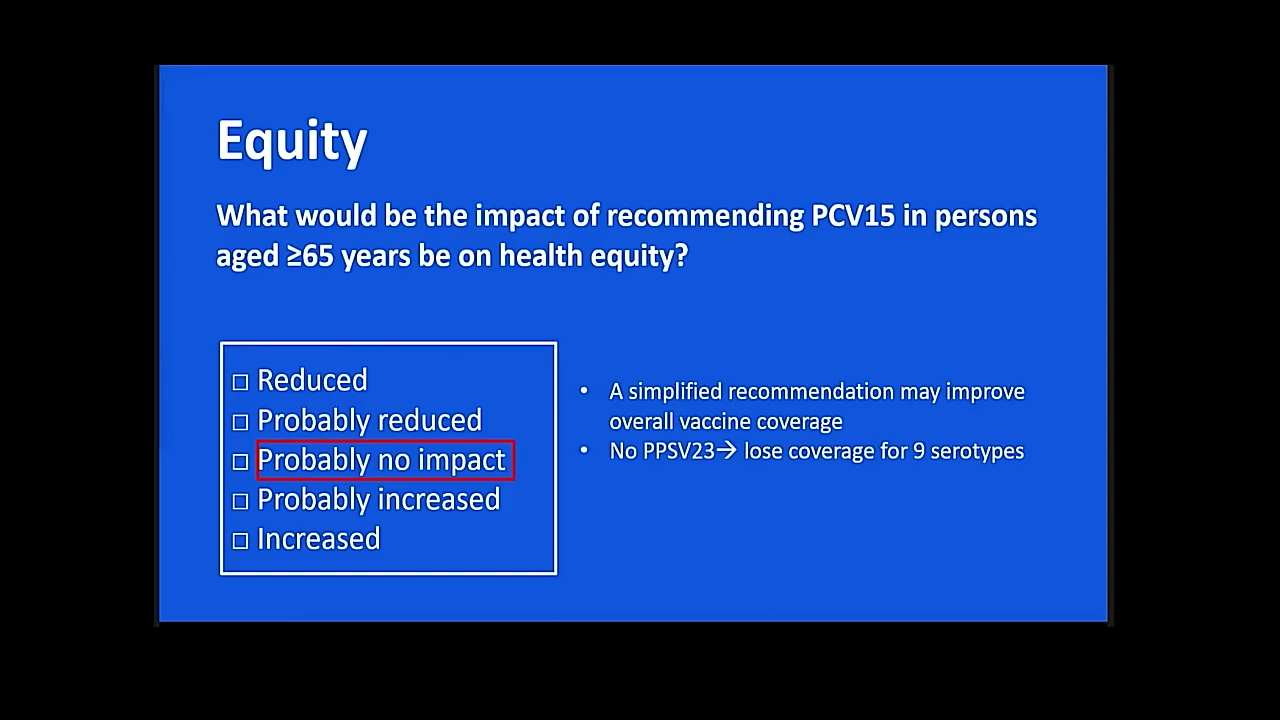 Equity
What would be the impact of recommending PCV15 in persons
aged ≥65 years be on health equity?
□ Reduced
□ Probably reduced
□ Probably no impact
□ Probably increased
□ Increased
• A simplified recommendation may improve
overall vaccine coverage
• No PPSV23→ lose coverage for 9 serotypes